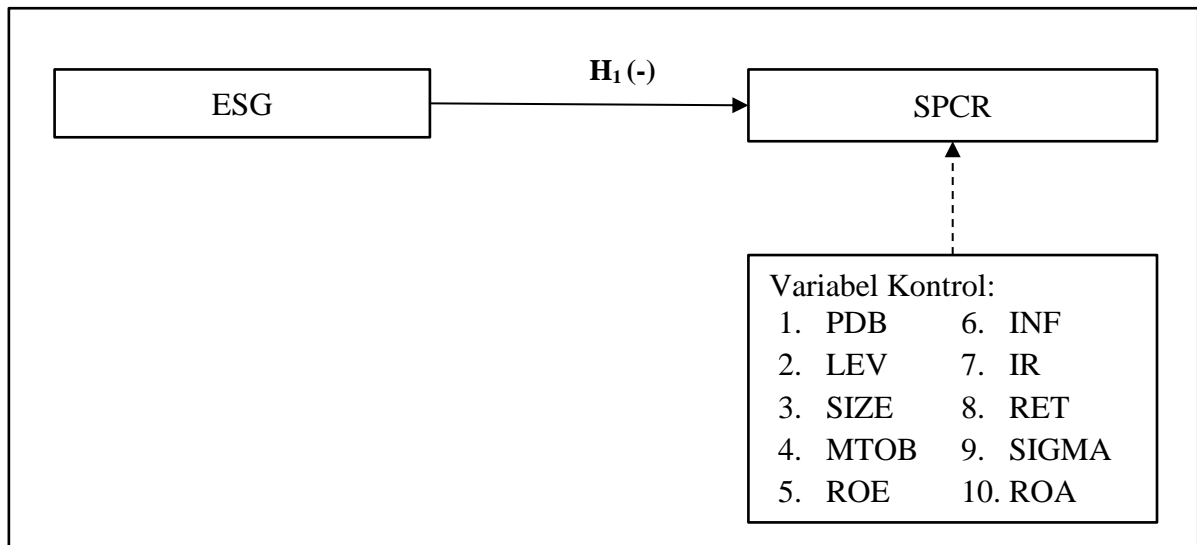 H₁ (-)
ESG
SPCR
Variabel Kontrol:
1. PDB 6. INF
2. LEV 7. IR
3. SIZE 8. RET
4. MTOB 9. SIGMA
5. ROE 10. ROA